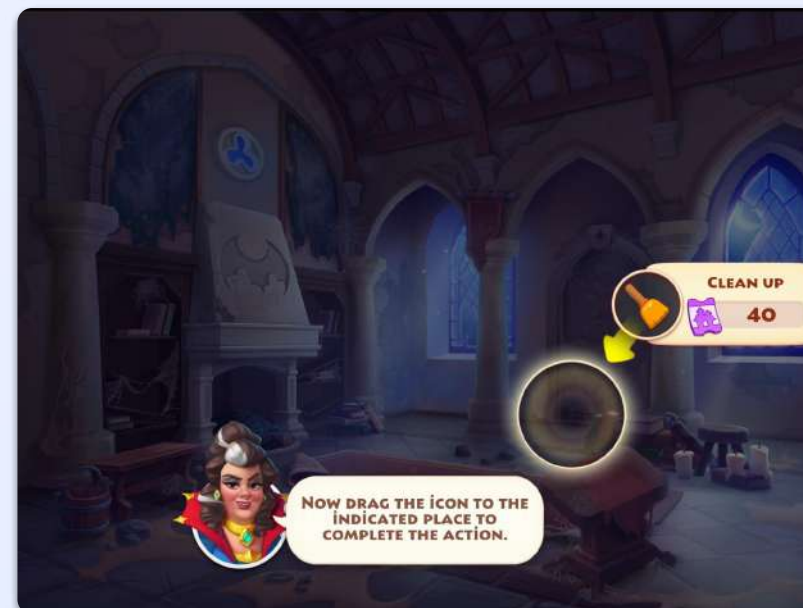 CLEAN UP
40
NOW DRAG THE ICON TO THE
INDICATED PLACE TO
COMPLETE THE ACTION.